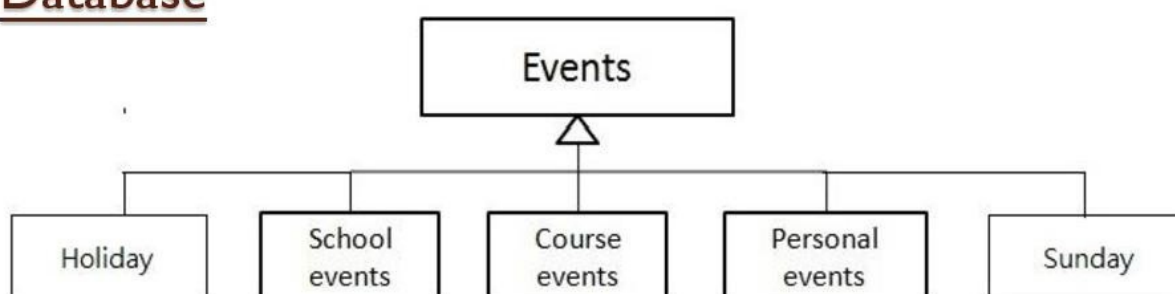 Database
Events
Holiday
School
events
Course
events
Personal
events
Sunday